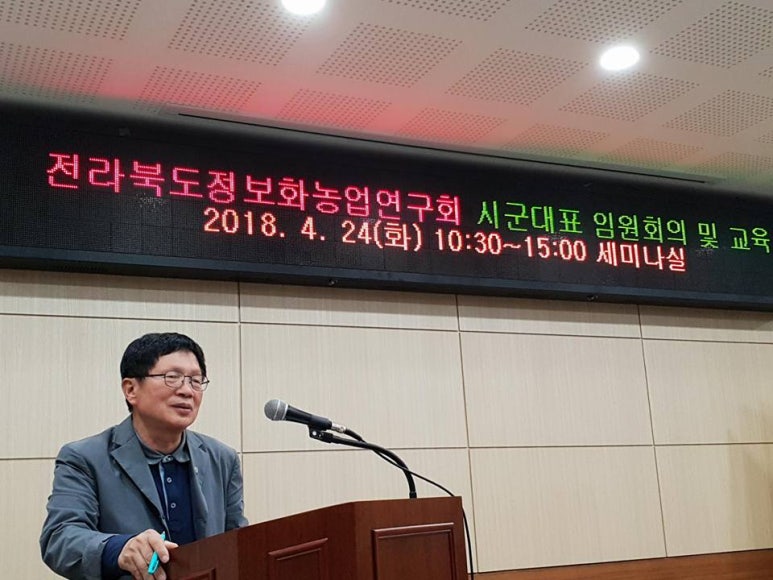 전라북도정보화농업연구회 시군대표 임원회의 및 교육
2018. 4. 24(화) 10:30~15:00 세미나실